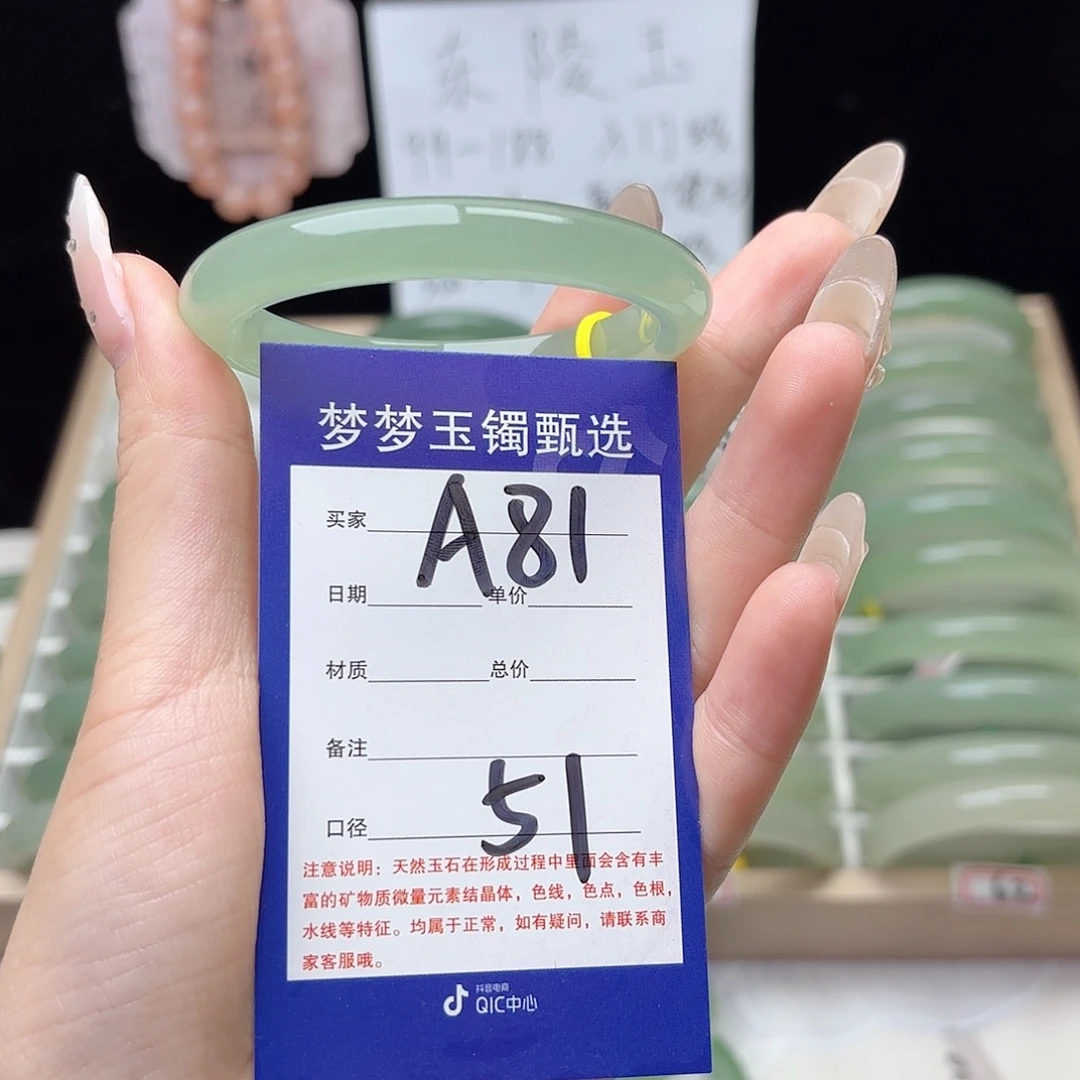 东陵玉
梦梦玉镯甄选
买家 A81
日期 单价
材质 总价
备注
口径 51
注意说明：天然玉石在形成过程中里面会含有丰
富的矿物质微量元素结晶体，色线，色点，色根，
水线等特征。均属于正常，如有疑问，请联系商
家客服哦。
抖音电商
QIC中心